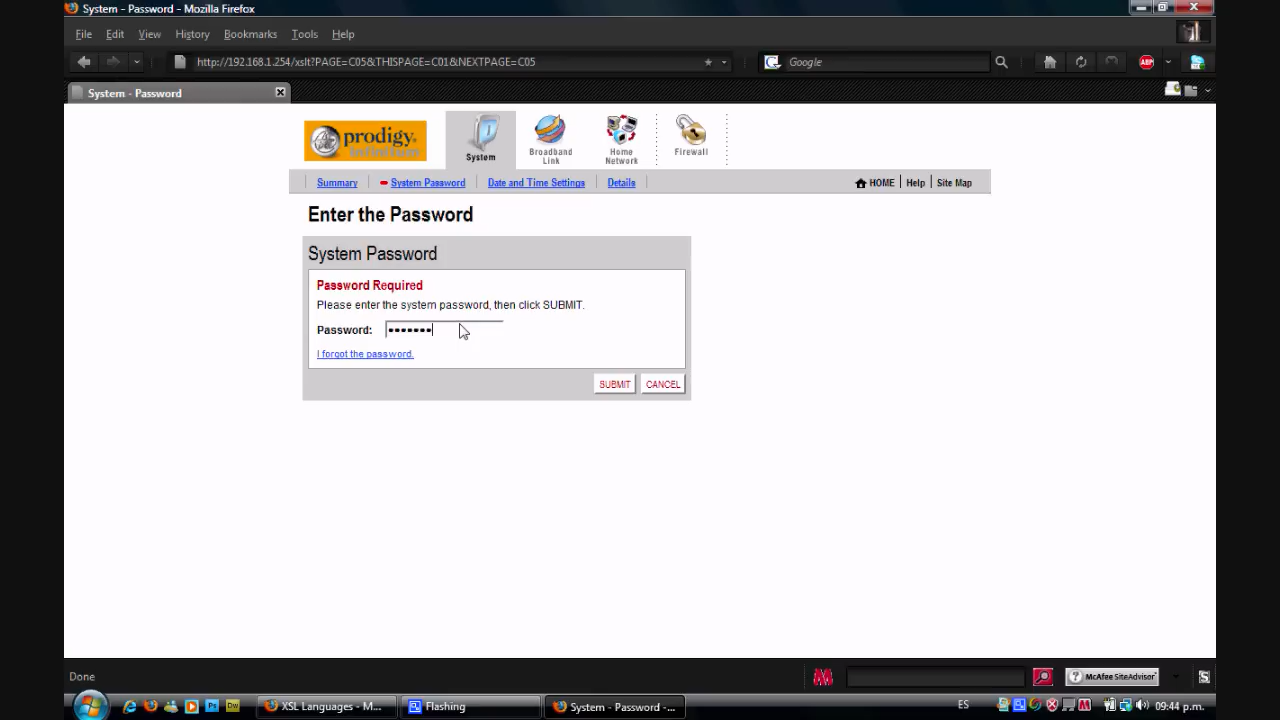 System - Password - Mozilla Firefox
File Edit View History Bookmarks Tools Help
http://192.168.1.254/xslt?PAGE=C05&THISPAGE=C01&NEXTPAGE=C05
Google
ABP
System - Password
prodigy
infinitum
System
Broadband Link
Home Network
Firewall
Summary System Password Date and Time Settings Details HOME Help Site Map
Enter the Password
System Password
Password Required
Please enter the system password, then click SUBMIT.
Password: •••••••
I forgot the password.
SUBMIT CANCEL
Done
McAfee SiteAdvisor
XSL Languages - M...
Flashing
System - Password -...
ES
09:44 p.m.